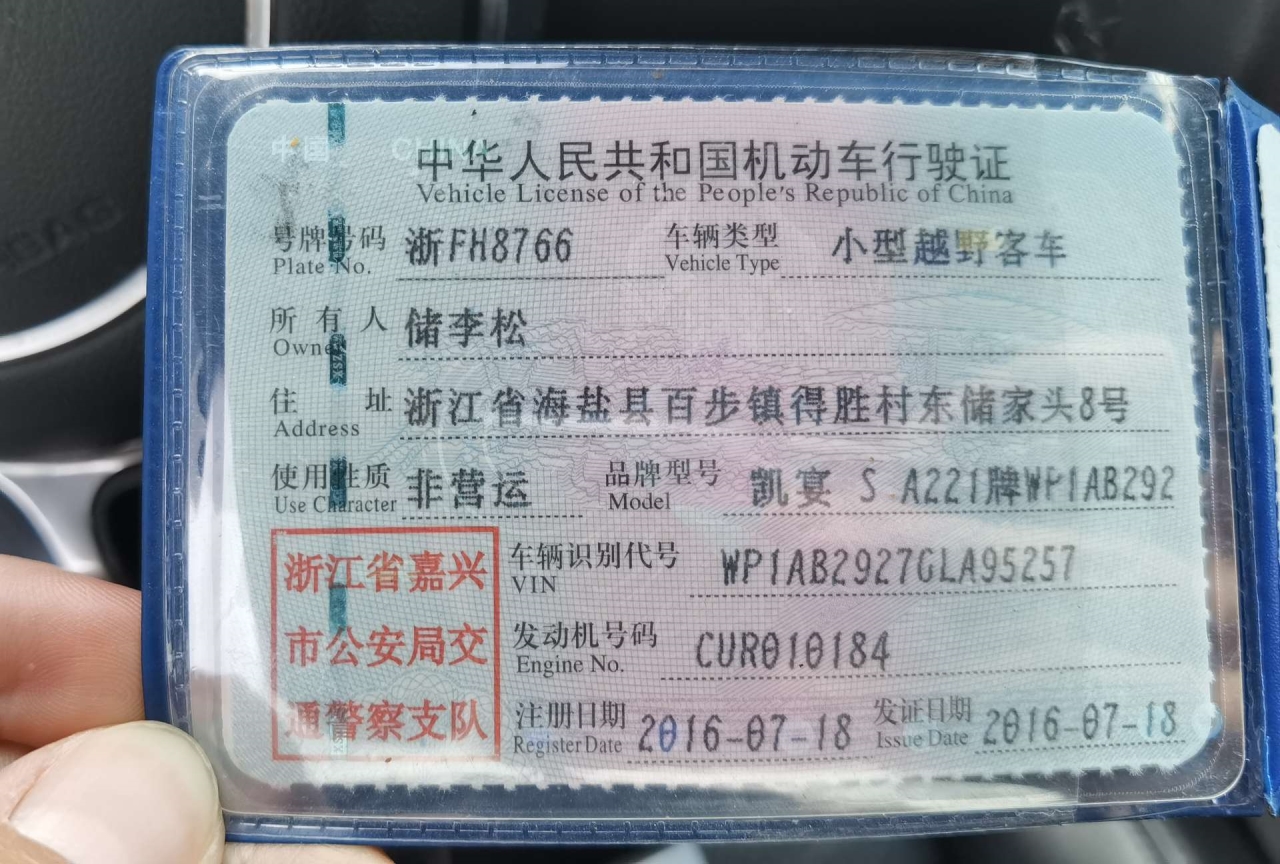 中国 CHINA
中华人民共和国机动车行驶证
Vehicle License of the People's Republic of China
号牌号码 浙FH8766 车辆类型 小型越野客车
Plate No. Vehicle Type
所有人 储李松
Owner
住址 浙江省海盐县百步镇得胜村东储家头8号
Address
使用性质 非营运 品牌型号 凯宴 S A221牌WP1AB292
Use Character Model
浙江省嘉兴
市公安局交
通警察支队
车辆识别代号 WP1AB2927GLA95257
VIN
发动机号码 CUR010184
Engine No.
注册日期 2016-07-18 发证日期 2016-07-18
Register Date Issue Date